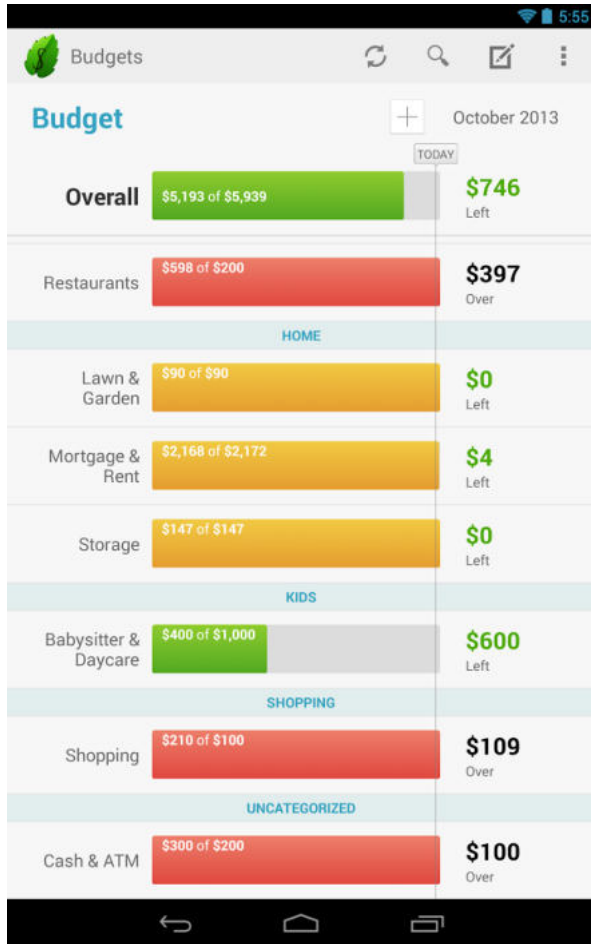 5:55
Budgets
Budget
October 2013
TODAY
Overall
$5,193 of $5,939
$746
Left
Restaurants
$598 of $200
$397
Over
HOME
Lawn &
Garden
$90 of $90
$0
Left
Mortgage &
Rent
$2,168 of $2,172
$4
Left
Storage
$147 of $147
$0
Left
KIDS
Babysitter &
Daycare
$400 of $1,000
$600
Left
SHOPPING
Shopping
$210 of $100
$109
Over
UNCATEGORIZED
Cash & ATM
$300 of $200
$100
Over